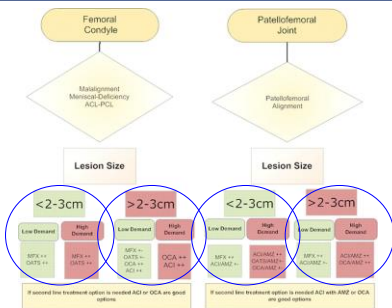 Femoral
Condyle
Patellofemoral
Joint
Malalignment
Meniscal-Deficiency
ACL-PCL
Patellofemoral
Alignment
Lesion Size
Lesion Size
<2-3cm
>2-3cm
<2-3cm
>2-3cm
Low Demand
High
Demand
Low Demand
High
Demand
Low Demand
High
Demand
Low Demand
High
Demand
MFX ++
OATS ++
MFX +-
OATS ++
MFX +-
OATS +-
OCA ++
ACI ++
OCA ++
ACI ++
MFX ++
ACI/AMZ +-
ACI/AMZ ++
OATS/AMZ +-
OCA/AMZ +-
MFX +-
ACI/AMZ ++
ACI/AMZ ++
OCA/AMZ +-
If second line treatment option is needed ACI or OCA are good
options
If second line treatment option is needed ACI with AMZ or OCA
are good options